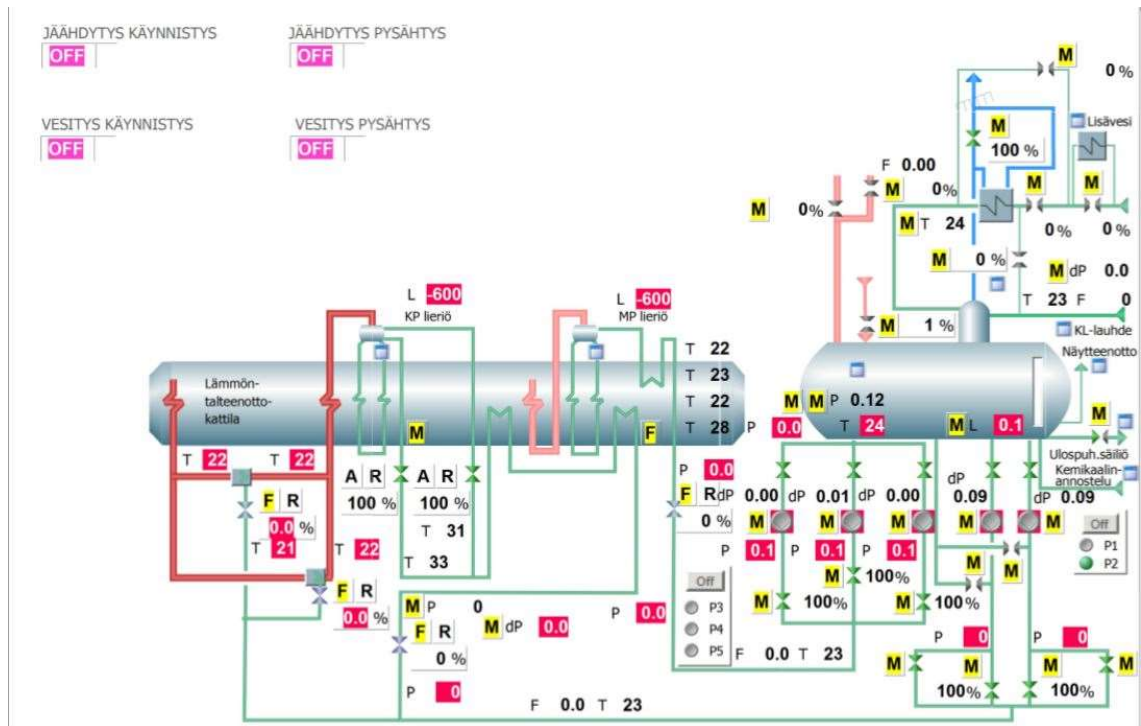 JÄÄHDYTYS KÄYNNISTYS JÄÄHDYTYS PYSÄHTYS
OFF OFF
VESITYS KÄYNNISTYS VESITYS PYSÄHTYS
OFF OFF
M 0 %
M Lisävesi
100 %
F 0.00
M 0% M M
M 0% M T 24 0 % 0 %
M 0 % M dP 0.0
T 23 F 0
L -600 L -600
KP lieriö MP lieriö
M 1 % KL-lauhde
Näytteenotto
T 22
T 23
Lämmön-
talteenotto-
kattila
T 22 M M P 0.12
M F T 28 P 0.0 T 24 M L 0.1 M
Ulospuh.säiliö
Kemikaalin-
annostelu
T 22 T 22 A R A R P 0.0
100 % 100 % F R dP 0.00 dP 0.01 dP 0.00 dP 0.09 dP 0.09
F R 0 % M M M M M Off
0.0 % T 31 P1
T 21 T 22 T 33 P 0.1 P 0.1 P 0.1 P2
F R Off M 100% M M
0.0 % M P 0 P 0.0 P3 M 100% M 100%
F R M dP 0.0 P4
0 % P5 F 0.0 T 23 P 0 P 0
M M M M
P 0 100% 100%
F 0.0 T 23